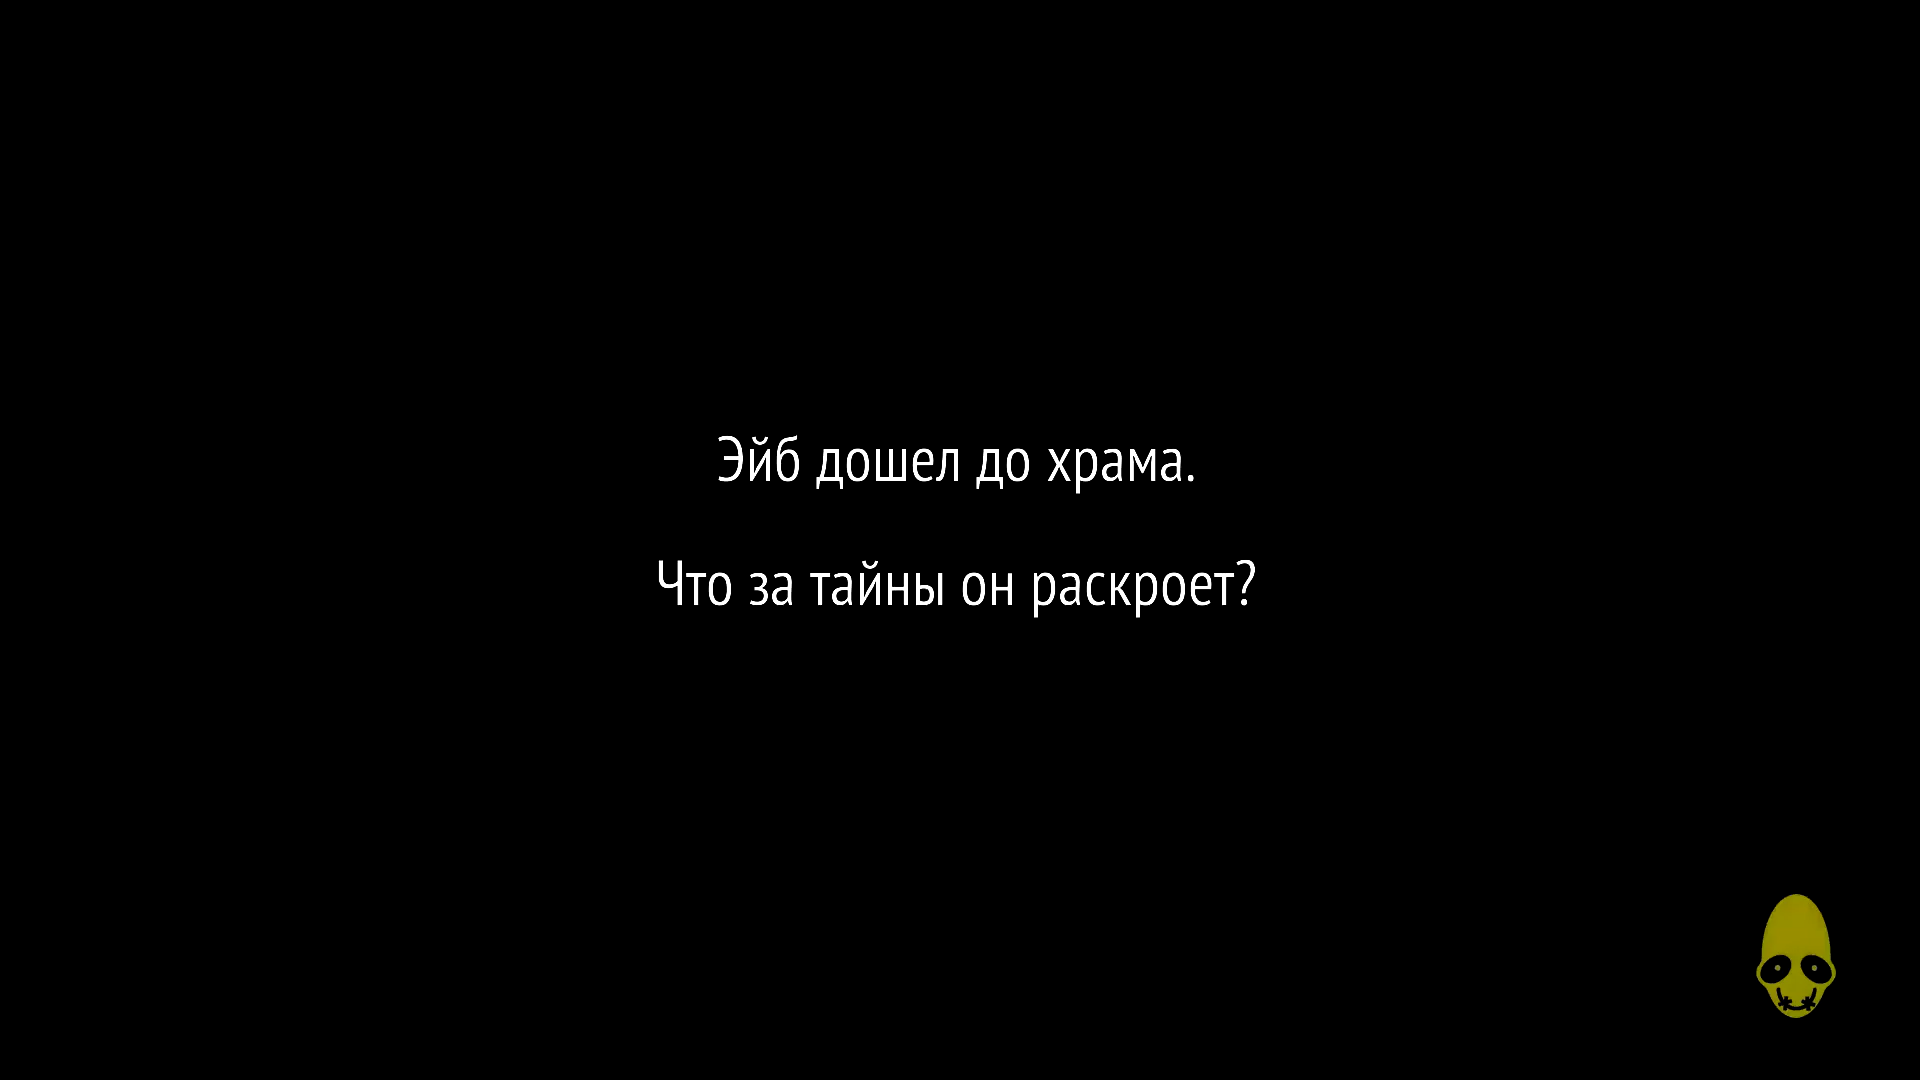 Эйб дошел до храма.
Что за тайны он раскроет?